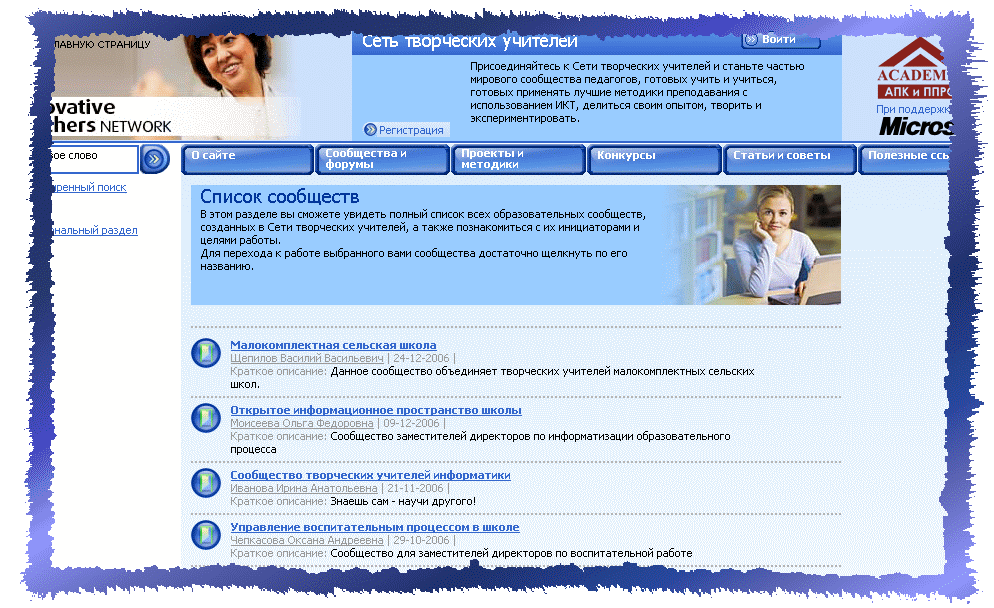 ЛАВНУЮ СТРАНИЦУ
Сеть творческих учителей
Войти
Присоединяйтесь к Сети творческих учителей и станьте частью
мирового сообщества педагогов, готовых учить и учиться,
готовых применять лучшие методики преподавания с
использованием ИКТ, делиться своим опытом, творить и
экспериментировать.
Регистрация
ovative
hers NETWORK
ACADEM
АПК и ППРО
При поддержк
Micros
вое слово
О сайте
Сообщества и
форумы
Проекты и
методики
Конкурсы
Статьи и советы
Полезные ссы
ренный поиск
нальный раздел
Список сообществ
В этом разделе вы сможете увидеть полный список всех образовательных сообществ,
созданных в Сети творческих учителей, а также познакомиться с их инициаторами и
целями работы.
Для перехода к работе выбранного вами сообщества достаточно щелкнуть по его
названию.
Малокомплектная сельская школа
Щепилов Василий Васильевич | 24-12-2006 |
Краткое описание: Данное сообщество объединяет творческих учителей малокомплектных сельских
школ.
Открытое информационное пространство школы
Моисеева Ольга Федоровна | 09-12-2006 |
Краткое описание: Сообщество заместителей директоров по информатизации образовательного
процесса
Сообщество творческих учителей информатики
Иванова Ирина Анатольевна | 21-11-2006 |
Краткое описание: Знаешь сам - научи другого!
Управление воспитательным процессом в школе
Чепкасова Оксана Андреевна | 29-10-2006 |
Краткое описание: Сообщество для заместителей директоров по воспитательной работе